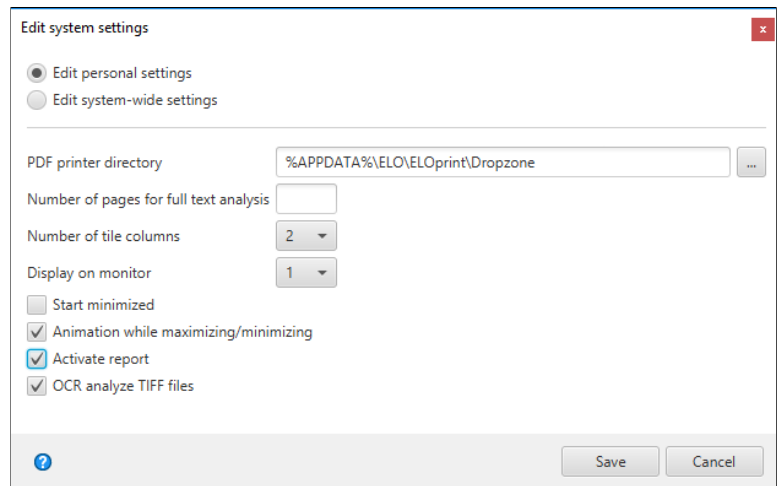 Edit system settings
x
Edit personal settings
Edit system-wide settings
PDF printer directory %APPDATA%\ELO\ELOprint\Dropzone ...
Number of pages for full text analysis
Number of tile columns 2
Display on monitor 1
Start minimized
Animation while maximizing/minimizing
Activate report
OCR analyze TIFF files
? Save Cancel